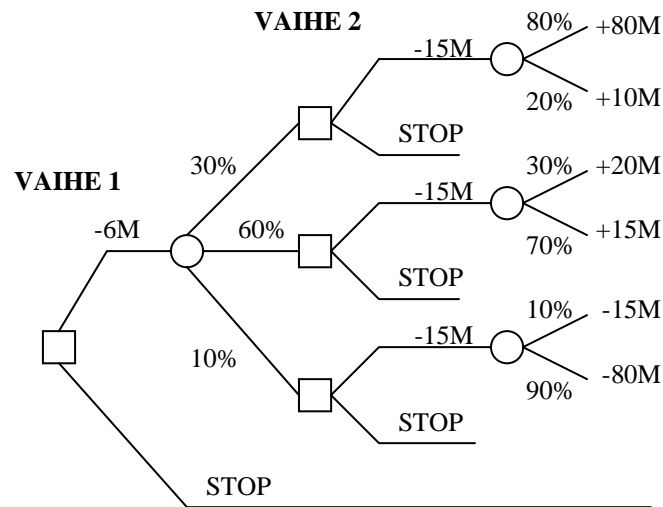 VAIHE 2
80%
+80M
-15M
20%
+10M
STOP
30%
VAIHE 1
30%
+20M
-15M
-6M
60%
70%
+15M
STOP
10%
-15M
-15M
10%
90%
-80M
STOP
STOP